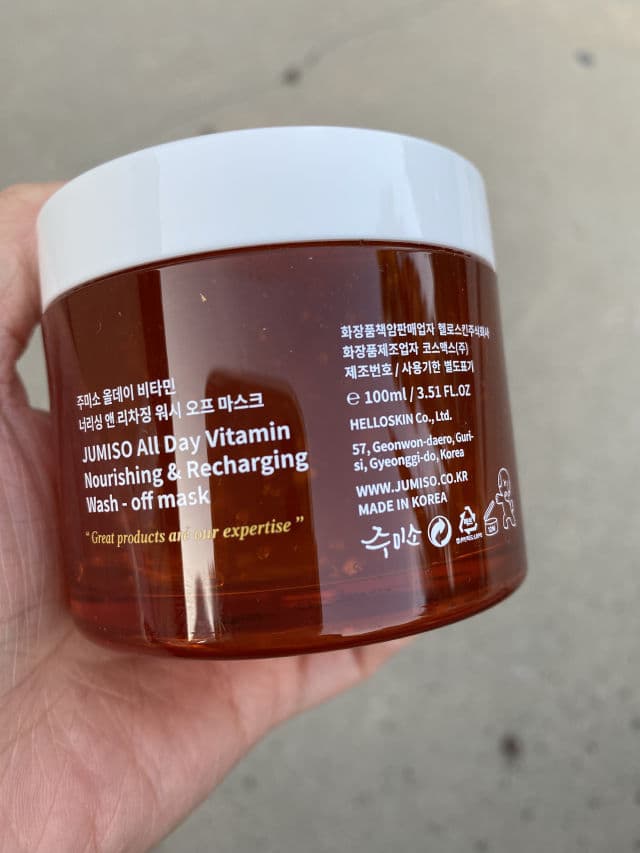 주미소 올데이 비타민
너리싱 앤 리차징 워시 오프 마스크
JUMISO All Day Vitamin
Nourishing & Recharging
Wash - off mask
“ Great products are our expertise ”
화장품책임판매업자 헬로스킨주식회사
화장품제조업자 코스맥스(주)
제조번호 / 사용기한 별도표기
℮ 100ml / 3.51 FL.OZ
HELLOSKIN Co., Ltd.
57, Geonwon-daero, Guri-
si, Gyeonggi-do, Korea
WWW.JUMISO.CO.KR
MADE IN KOREA
주미소
12M